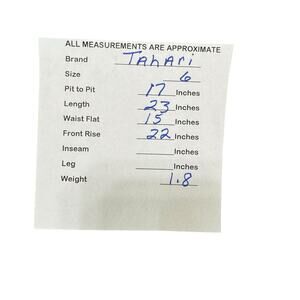 ALL MEASUREMENTS ARE APPROXIMATE
Brand TAHARi
Size 6
Pit to Pit 17 Inches
Length 23 Inches
Waist Flat 15 Inches
Front Rise 22 Inches
Inseam Inches
Leg Inches
Weight 1.8